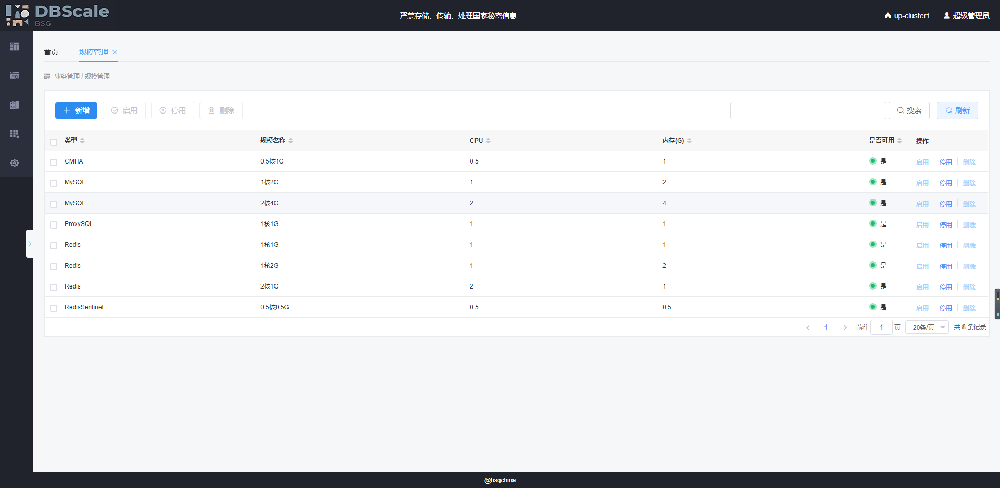 DBScale
BSG
严禁存储、传输、处理国家秘密信息
up-cluster1
超级管理员
首页
规模管理
业务管理 / 规模管理
新增
启用
停用
删除
搜索
刷新
类型 规模名称 CPU 内存(G) 是否可用 操作
CMHA 0.5核1G 0.5 1 是 启用 停用 删除
MySQL 1核2G 1 2 是 启用 停用 删除
MySQL 2核4G 2 4 是 启用 停用 删除
ProxySQL 1核1G 1 1 是 启用 停用 删除
Redis 1核1G 1 1 是 启用 停用 删除
Redis 1核2G 1 2 是 启用 停用 删除
Redis 2核1G 2 1 是 启用 停用 删除
RedisSentinel 0.5核0.5G 0.5 0.5 是 启用 停用 删除
1 前往 1 页 20条/页 共 8 条记录
@bsgchina